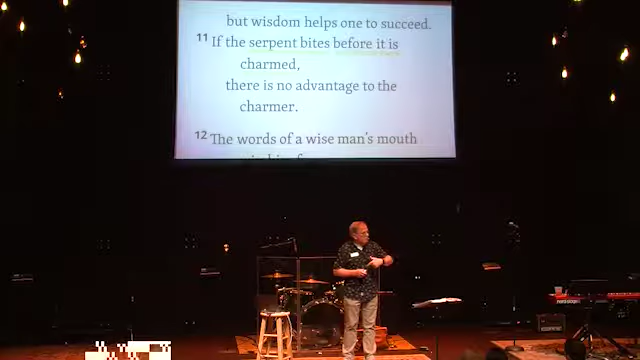 but wisdom helps one to succeed.
11 If the serpent bites before it is
charmed,
there is no advantage to the
charmer.
12 The words of a wise man's mouth
nord